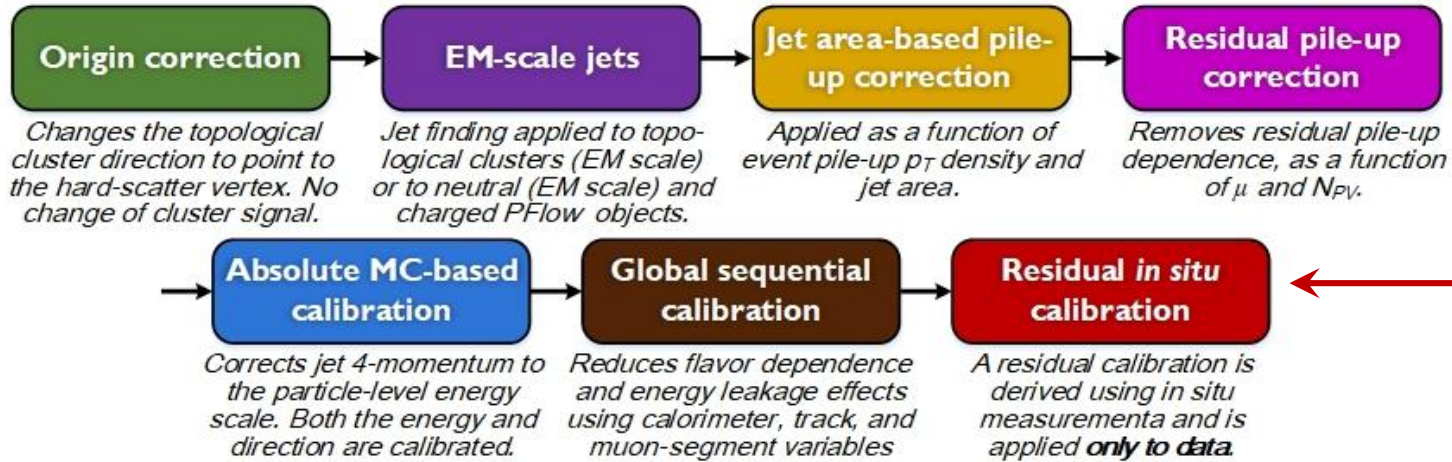 Origin correction
Changes the topological
cluster direction to point to
the hard-scatter vertex. No
change of cluster signal.
EM-scale jets
Jet finding applied to topo-
logical clusters (EM scale)
or to neutral (EM scale) and
charged PFlow objects.
Jet area-based pile-
up correction
Applied as a function of
event pile-up pT density and
jet area.
Residual pile-up
correction
Removes residual pile-up
dependence, as a function
of μ and NPV.
Absolute MC-based
calibration
Corrects jet 4-momentum to
the particle-level energy
scale. Both the energy and
direction are calibrated.
Global sequential
calibration
Reduces flavor dependence
and energy leakage effects
using calorimeter, track, and
muon-segment variables
Residual in situ
calibration
A residual calibration is
derived using in situ
measurementa and is
applied only to data.